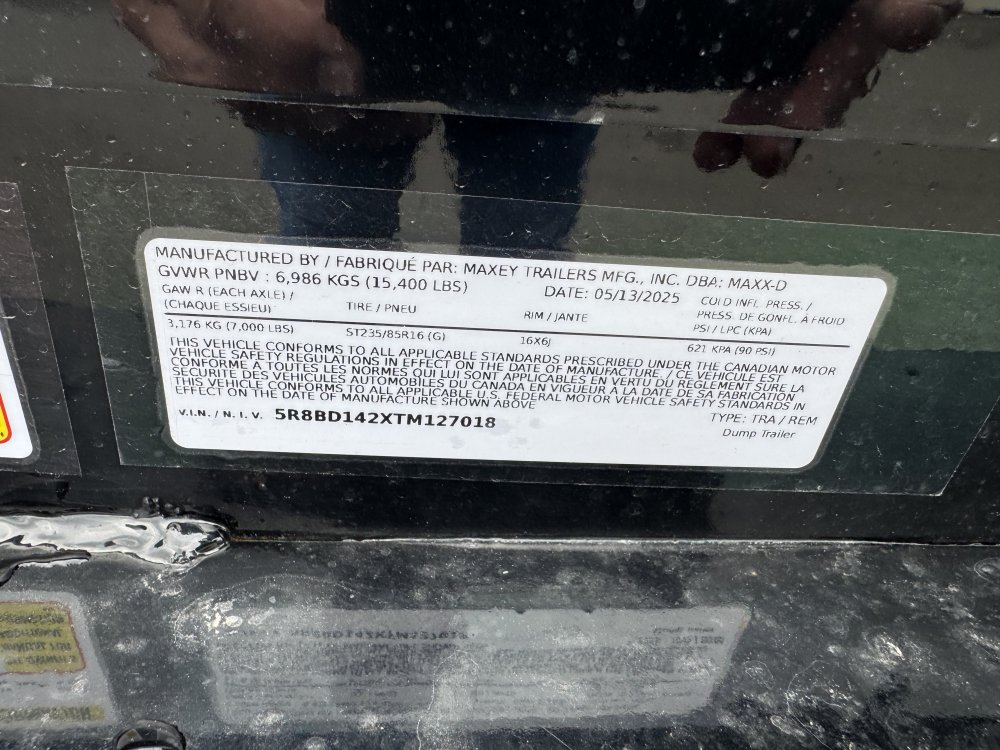 MANUFACTURED BY / FABRIQUÉ PAR: MAXEY TRAILERS MFG., INC. DBA: MAXX-D
GVWR PNBV : 6,986 KGS (15,400 LBS) DATE: 05/13/2025
GAW R (EACH AXLE) / (CHAQUE ESSIEU) TIRE / PNEU RIM / JANTE COLD INFL. PRESS. / PRESS. DE GONFL. À FROID PSI / LPC (KPA)
3,176 KG (7,000 LBS) ST235/85R16 (G) 16X6J 621 KPA (90 PSI)
THIS VEHICLE CONFORMS TO ALL APPLICABLE STANDARDS PRESCRIBED UNDER THE CANADIAN MOTOR
VEHICLE SAFETY REGULATIONS IN EFFECT ON THE DATE OF MANUFACTURE / CE VÉHICULE EST
CONFORME A TOUTES LES NORMES QUI LUI SONT APPLICABLES EN VERTU DU RÈGLEMENT SURE LA
SÉCURITÉ DES VÉHICULES AUTOMOBILES DU CANADA EN VIGUEUR A LA DATE DE SA FABRICATION
THIS VEHICLE CONFORMS TO ALL APPLICABLE U.S. FEDERAL MOTOR VEHICLE SAFETY STANDARDS IN
EFFECT ON THE DATE OF MANUFACTURE SHOWN ABOVE
V.I.N. / N. I. V. 5R8BD142XTM127018 TYPE: TRA / REM
Dump Trailer